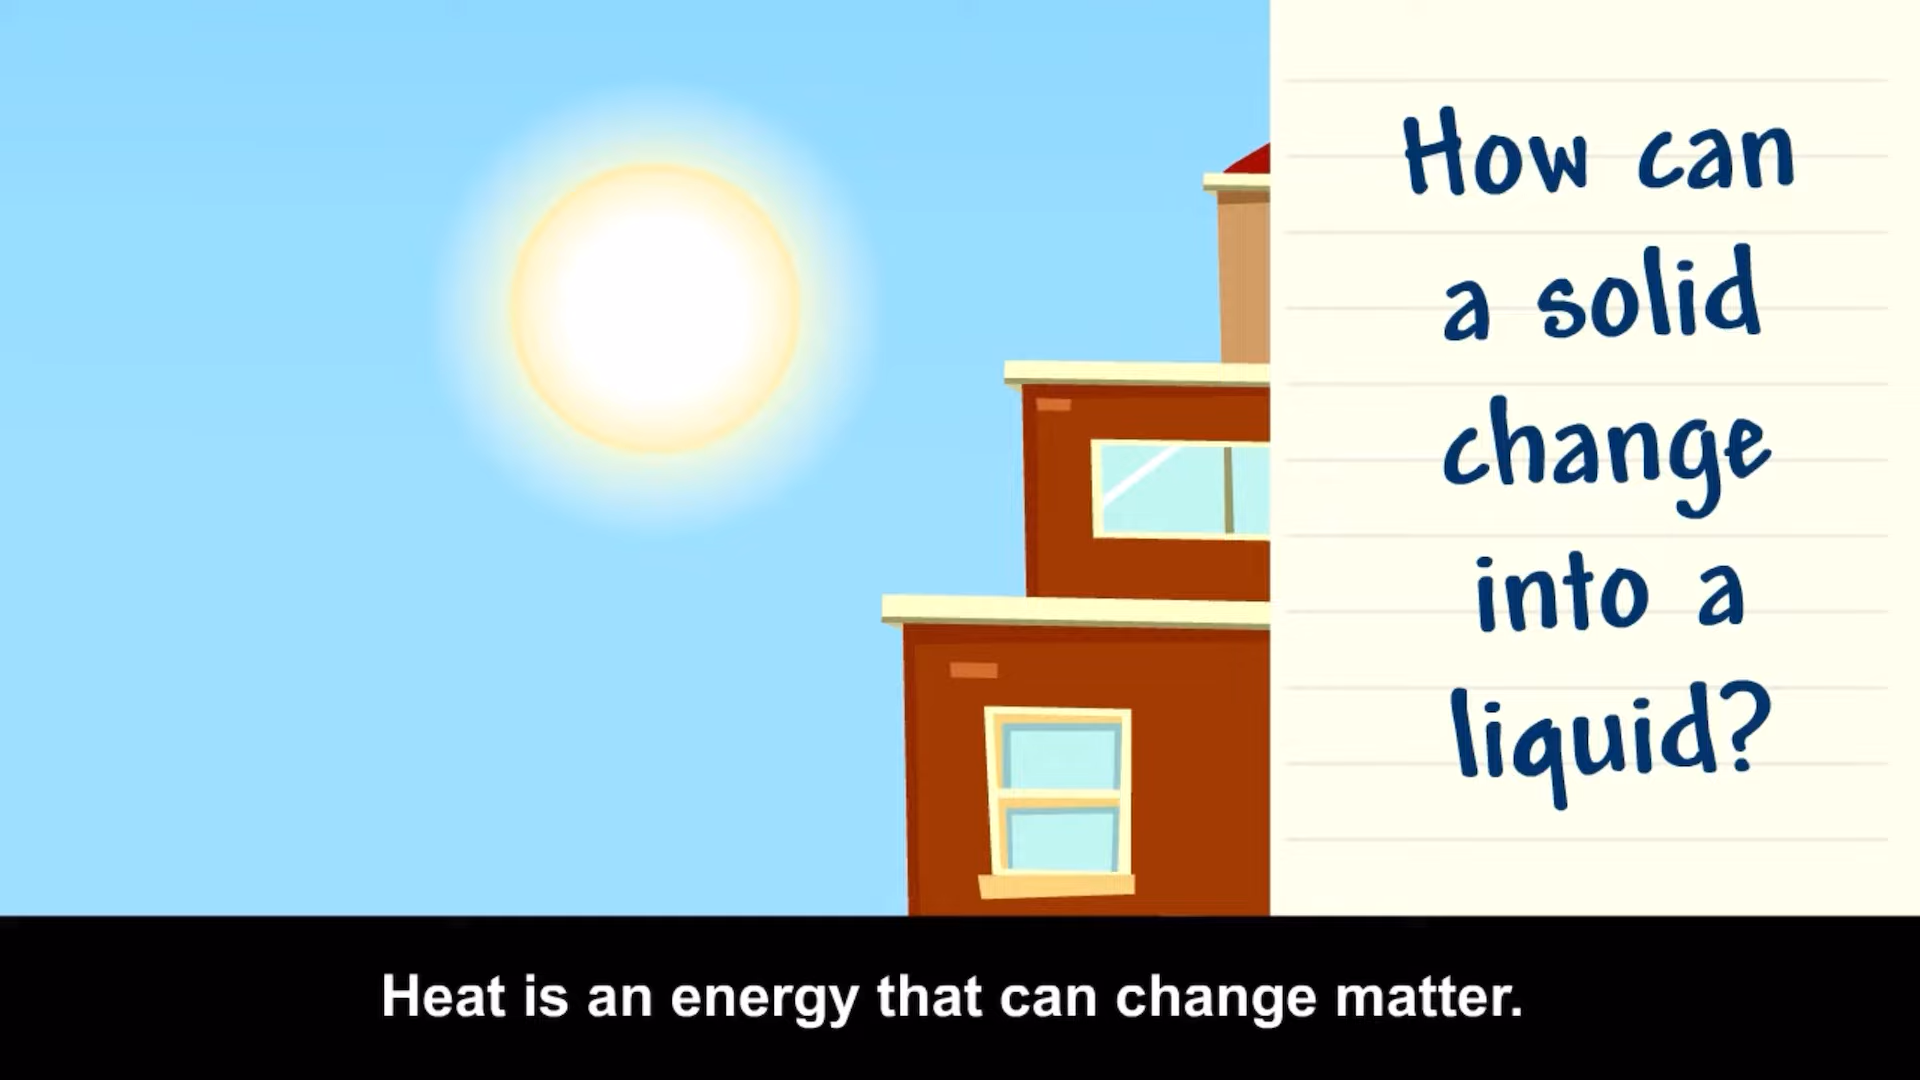 How can
a solid
change
into a
liquid?
Heat is an energy that can change matter.